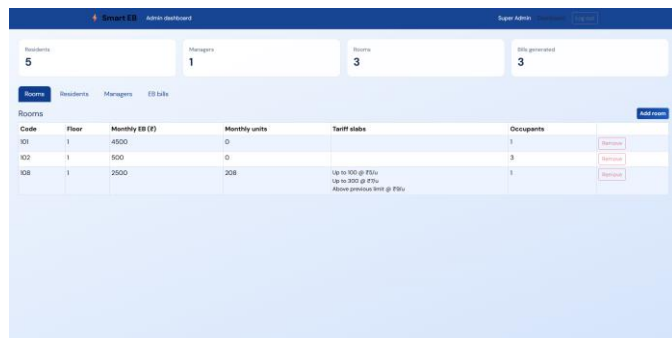 Smart EB Admin dashboard Super Admin Dashboard Log out
Residents
5
Managers
1
Rooms
3
Bills generated
3
Rooms Residents Managers EB bills
Rooms Add room
Code Floor Monthly EB (₹) Monthly units Tariff slabs Occupants
101 1 4500 0 1 Remove
102 1 500 0 3 Remove
108 1 2500 208 Up to 100 @ ₹5/u 1 Remove
Up to 300 @ ₹7/u
Above previous limit @ ₹9/u